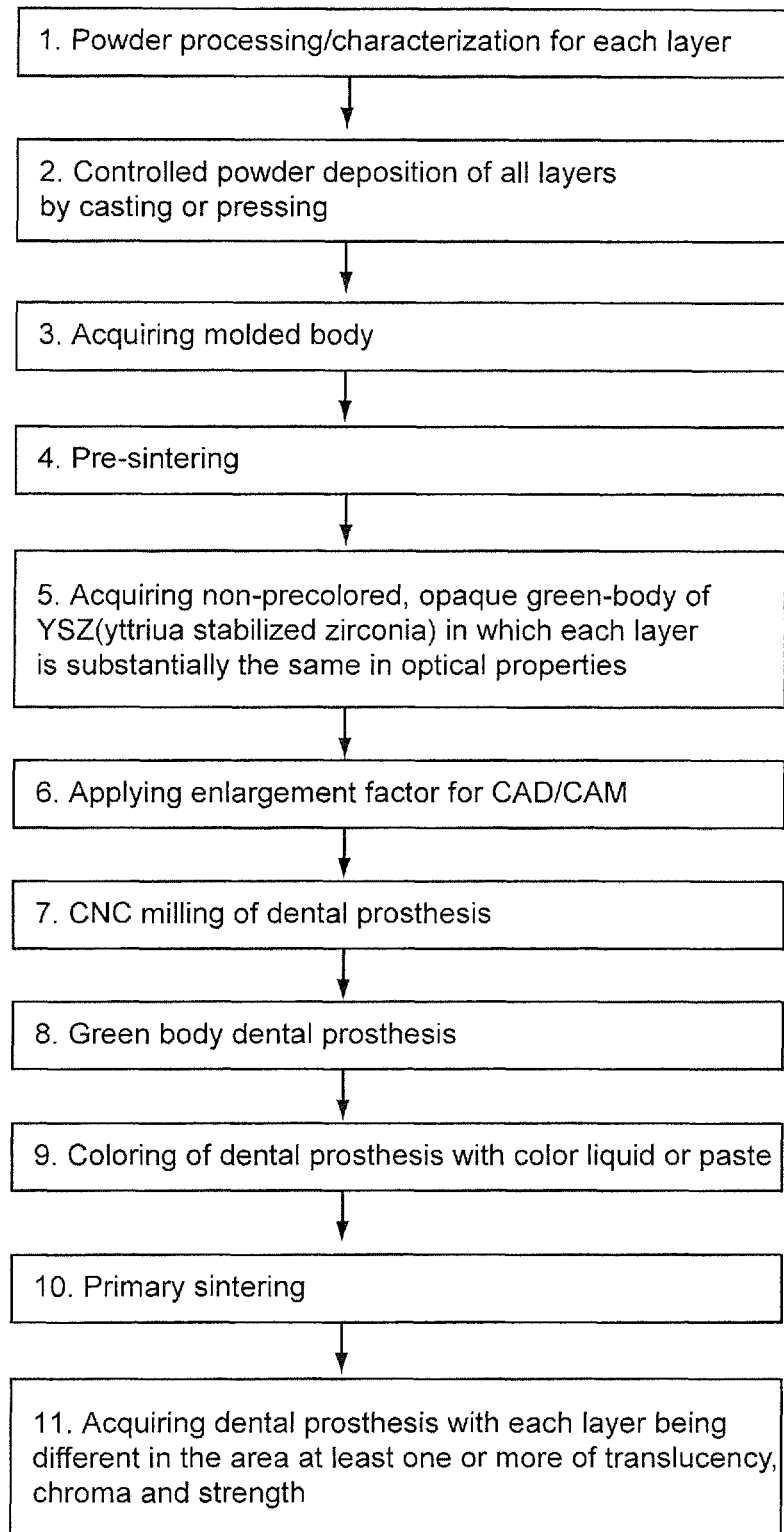 1. Powder processing/characterization for each layer
2. Controlled powder deposition of all layers
by casting or pressing
3. Acquiring molded body
4. Pre-sintering
5. Acquiring non-precolored, opaque green-body of
YSZ(yttriua stabilized zirconia) in which each layer
is substantially the same in optical properties
6. Applying enlargement factor for CAD/CAM
7. CNC milling of dental prosthesis
8. Green body dental prosthesis
9. Coloring of dental prosthesis with color liquid or paste
10. Primary sintering
11. Acquiring dental prosthesis with each layer being
different in the area at least one or more of translucency,
chroma and strength